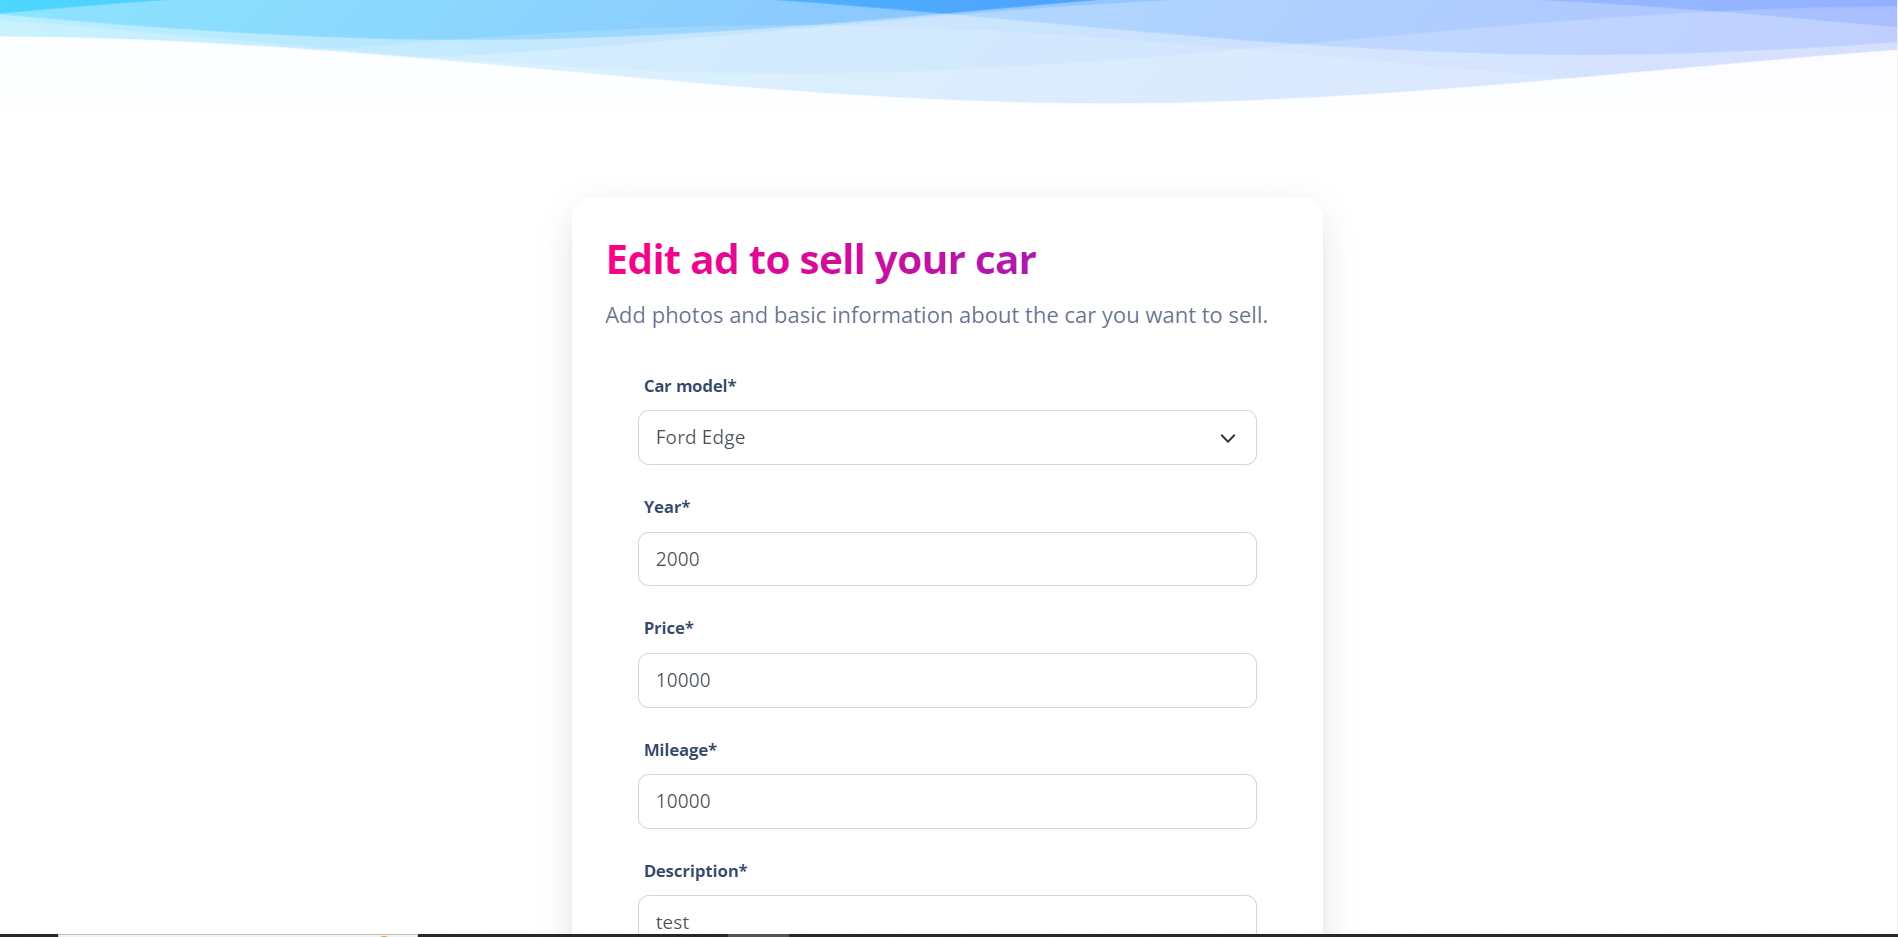 Edit ad to sell your car
Add photos and basic information about the car you want to sell.
Car model*
Ford Edge
Year*
2000
Price*
10000
Mileage*
10000
Description*
test